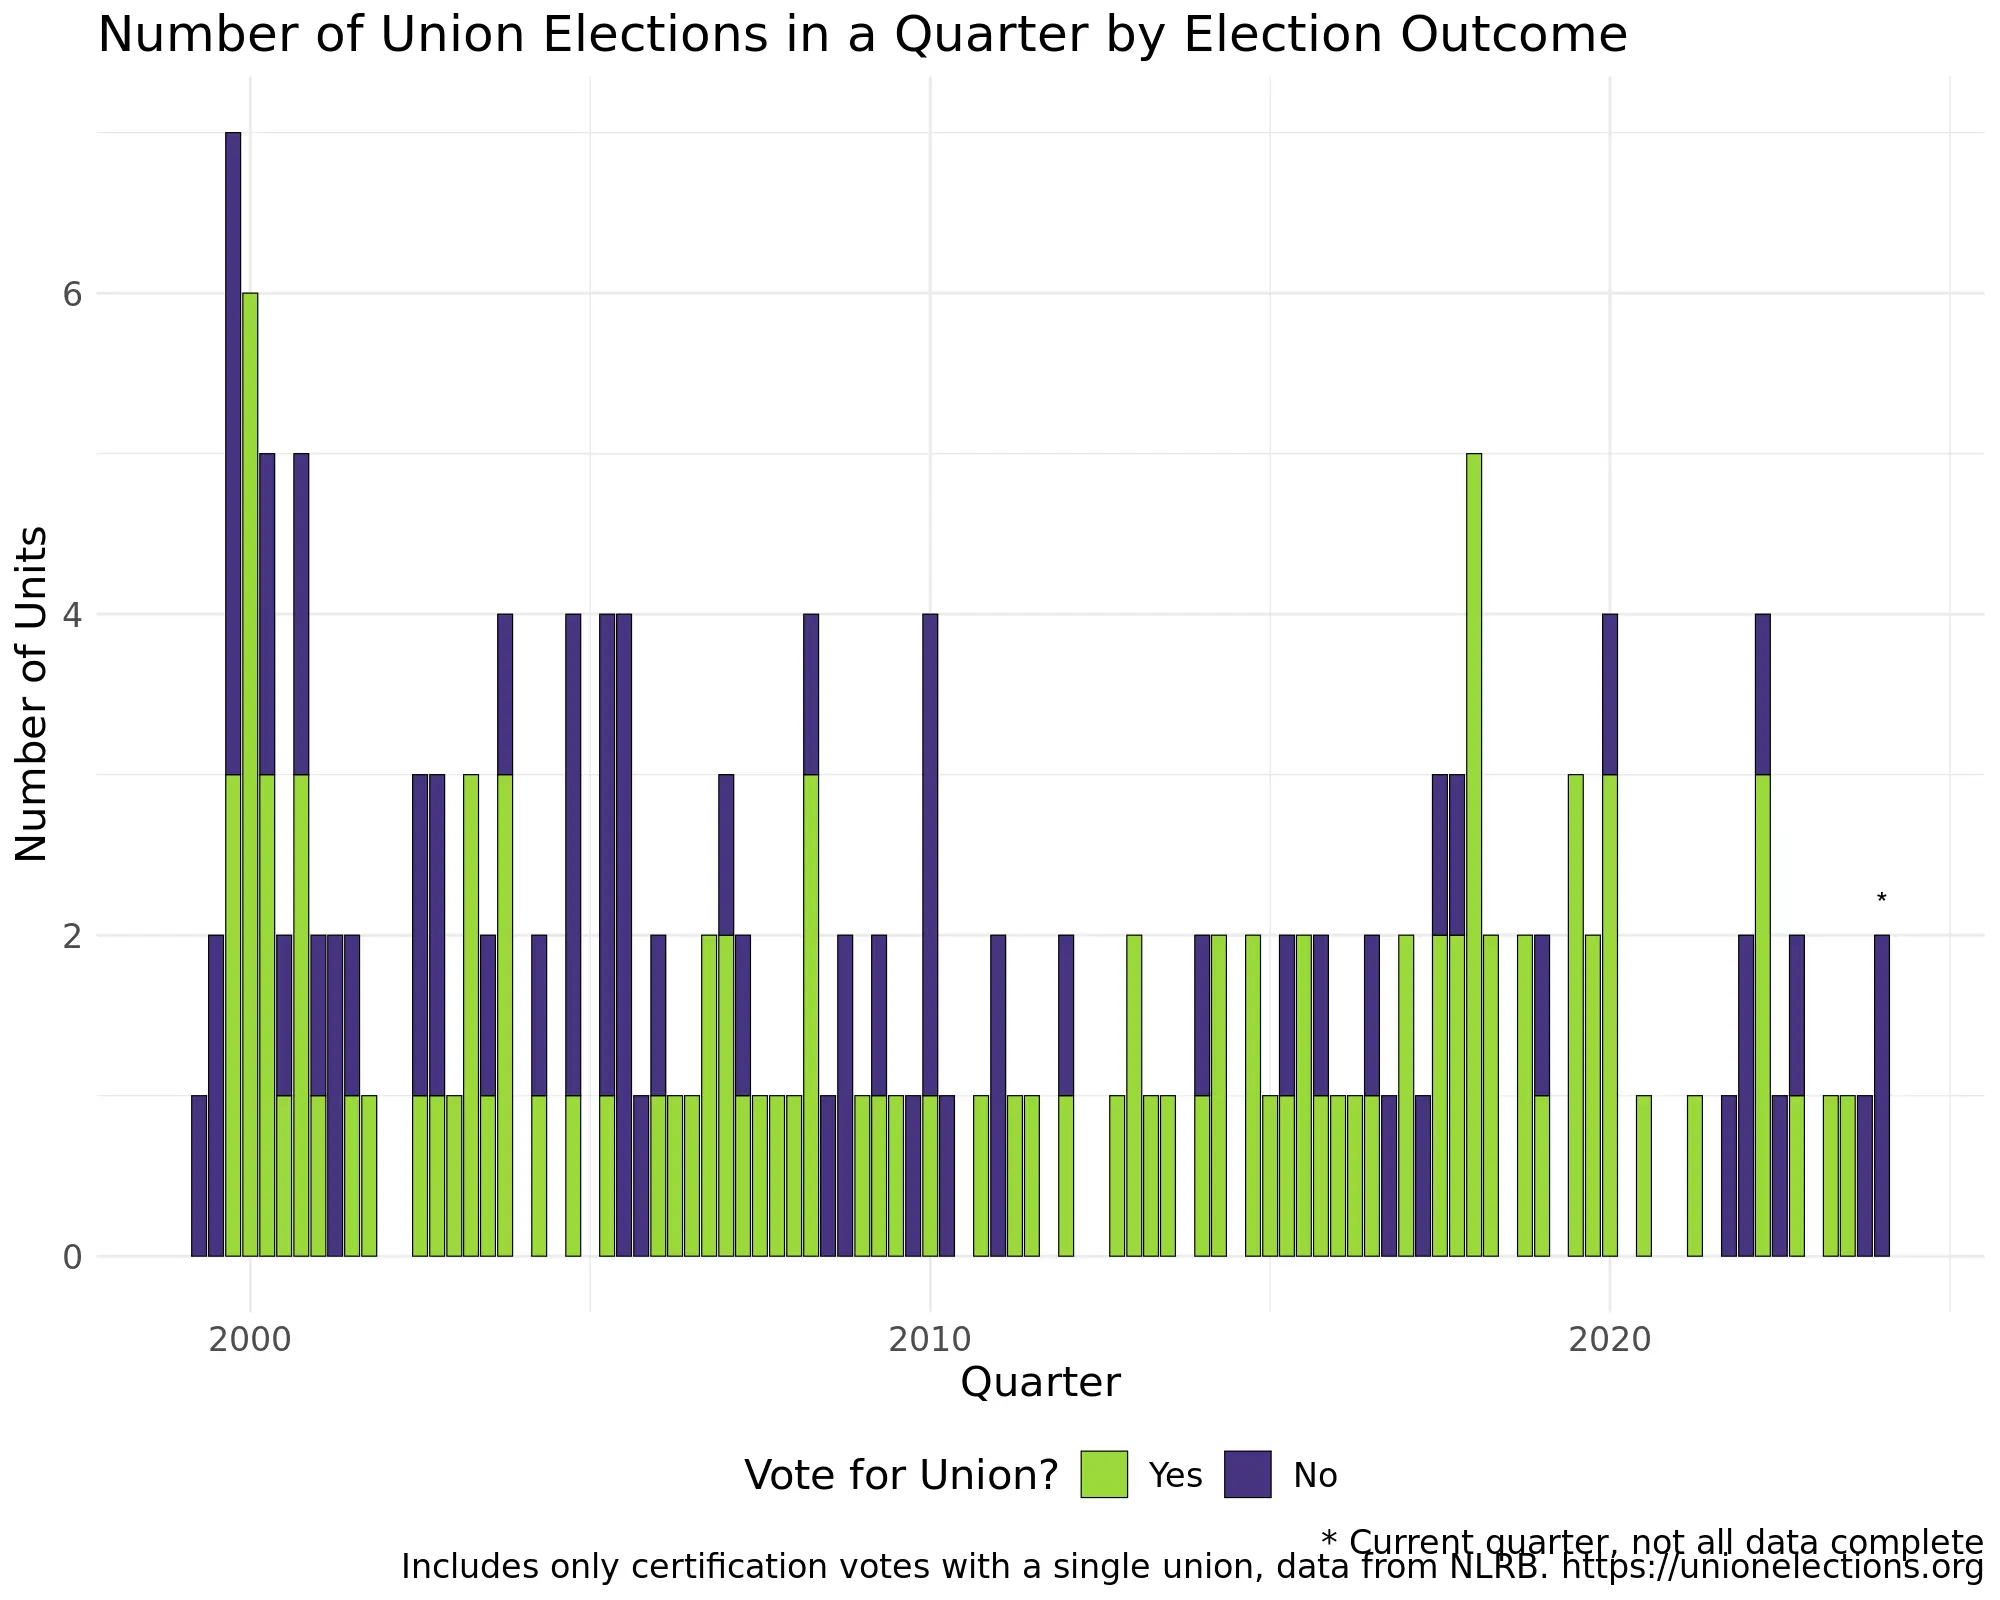 Number of Union Elections in a Quarter by Election Outcome
Number of Units
6
4
2
0
*
2000
2010
2020
Quarter
Vote for Union?
Yes
No
* Current quarter, not all data complete
Includes only certification votes with a single union, data from NLRB. https://unionelections.org